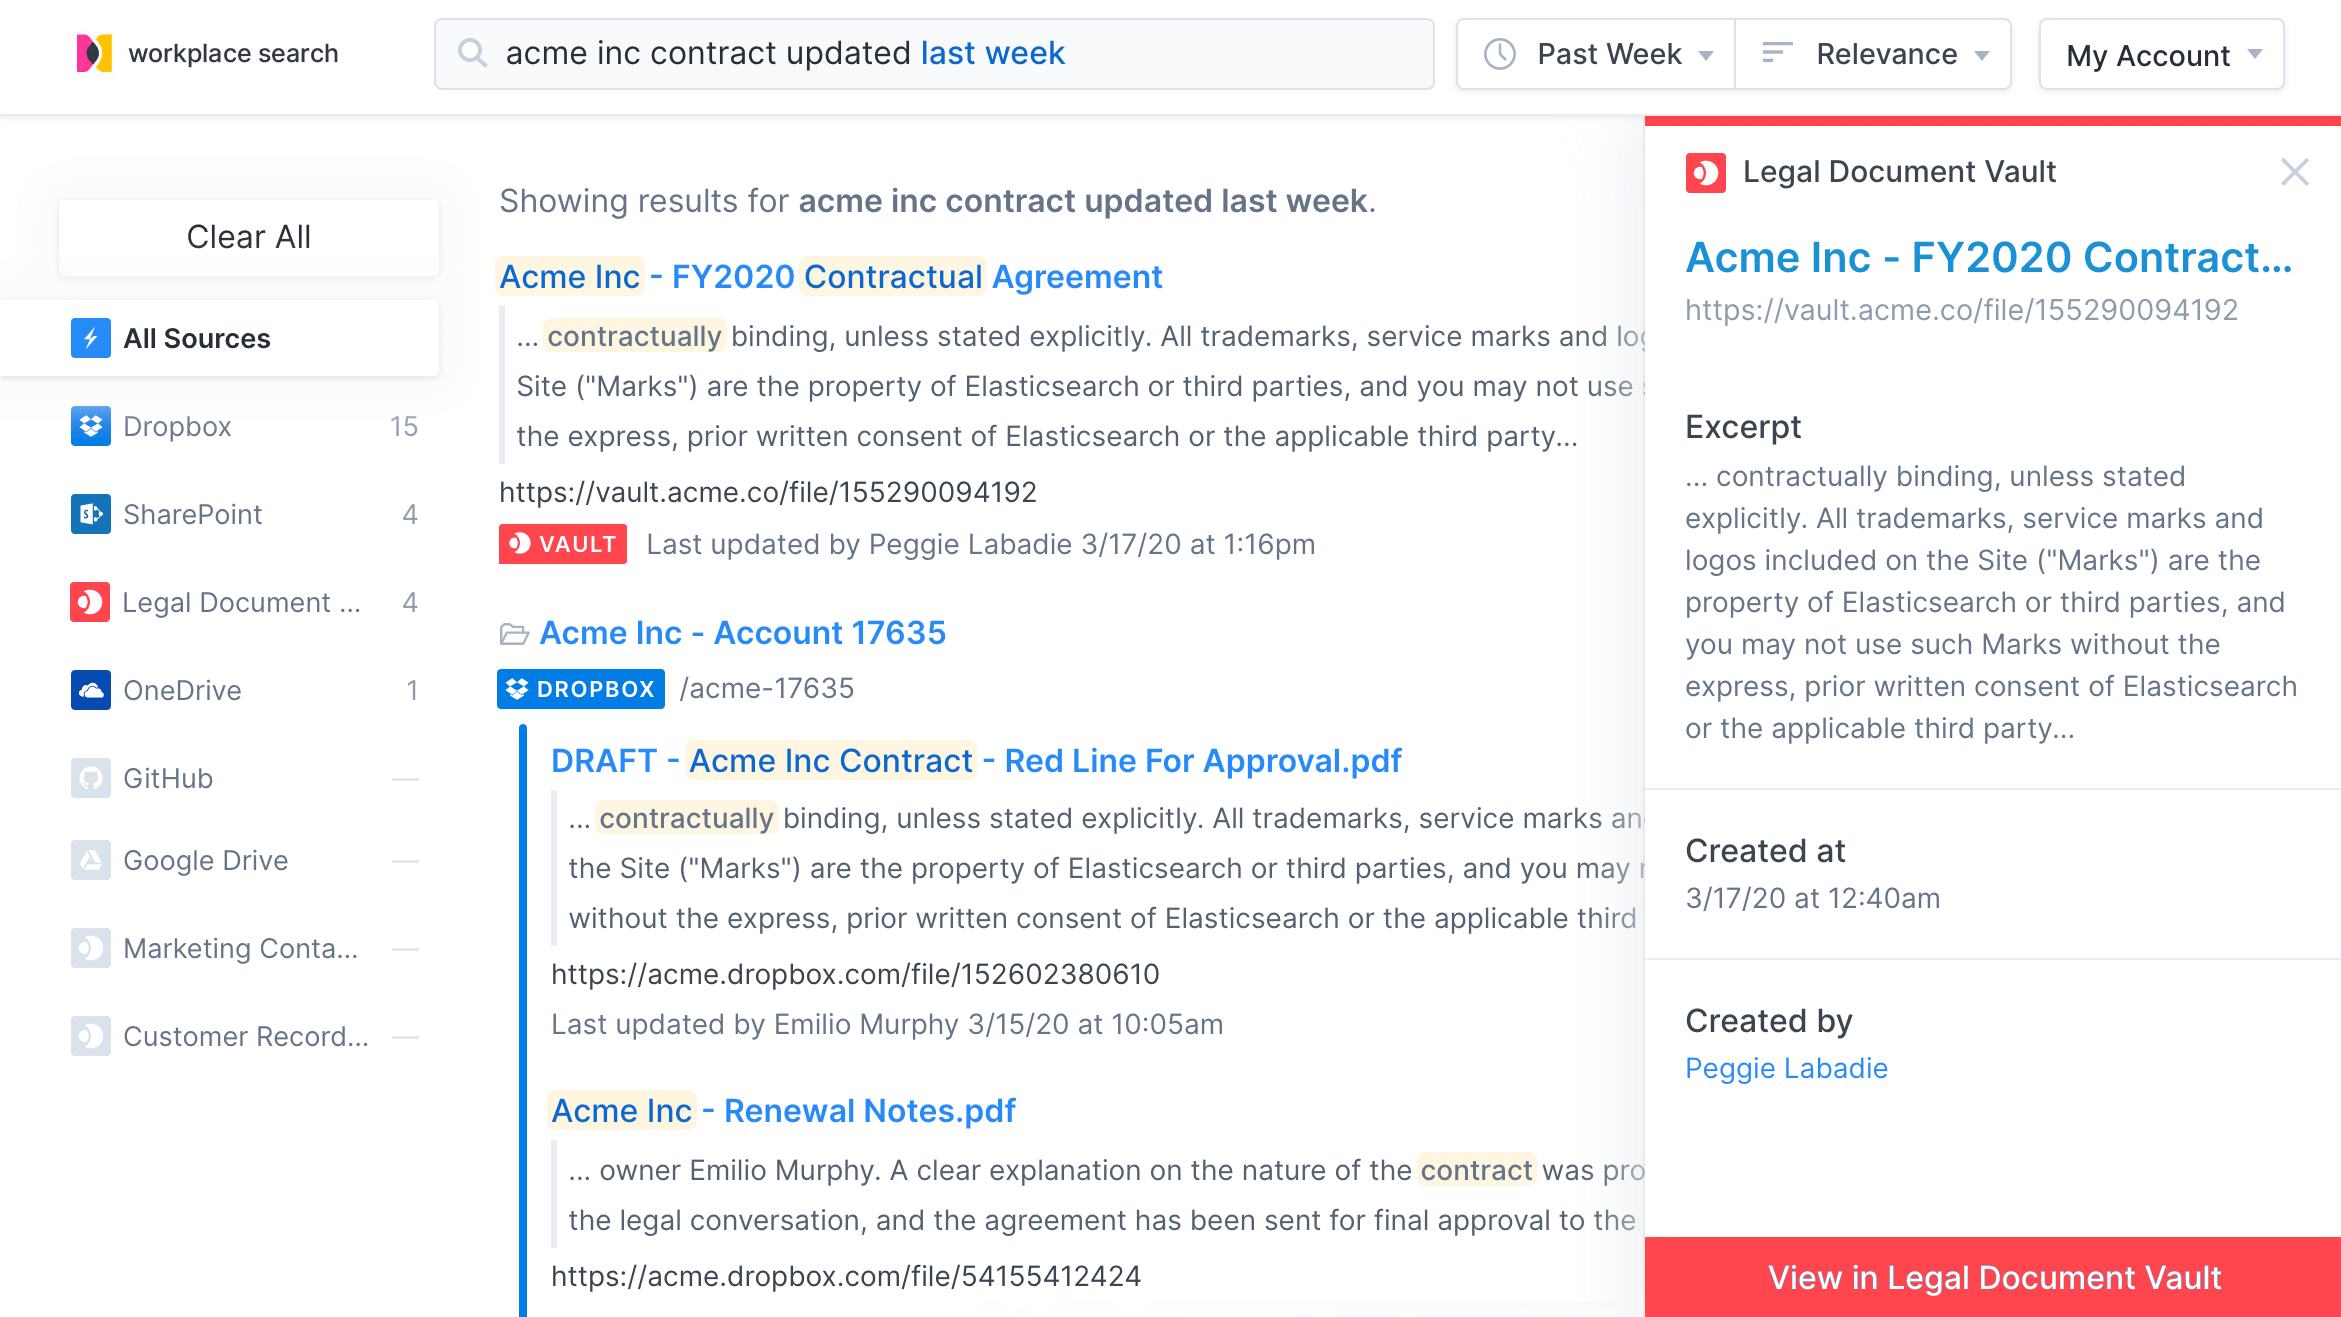 workplace search
acme inc contract updated last week
Past Week
Relevance
My Account
Clear All
All Sources
Dropbox 15
SharePoint 4
Legal Document ... 4
OneDrive 1
GitHub —
Google Drive —
Marketing Conta... —
Customer Record... —
Showing results for acme inc contract updated last week.
Acme Inc - FY2020 Contractual Agreement
... contractually binding, unless stated explicitly. All trademarks, service marks and
Site ("Marks") are the property of Elasticsearch or third parties, and you may not use
the express, prior written consent of Elasticsearch or the applicable third party...
https://vault.acme.co/file/155290094192
VAULT Last updated by Peggie Labadie 3/17/20 at 1:16pm
Acme Inc - Account 17635
DROPBOX /acme-17635
DRAFT - Acme Inc Contract - Red Line For Approval.pdf
... contractually binding, unless stated explicitly. All trademarks, service marks
the Site ("Marks") are the property of Elasticsearch or third parties, and you may
without the express, prior written consent of Elasticsearch or the applicable third
https://acme.dropbox.com/file/152602380610
Last updated by Emilio Murphy 3/15/20 at 10:05am
Acme Inc - Renewal Notes.pdf
... owner Emilio Murphy. A clear explanation on the nature of the contract was
the legal conversation, and the agreement has been sent for final approval to the
https://acme.dropbox.com/file/54155412424
Legal Document Vault
Acme Inc - FY2020 Contract...
https://vault.acme.co/file/155290094192
Excerpt
... contractually binding, unless stated
explicitly. All trademarks, service marks and
logos included on the Site ("Marks") are the
property of Elasticsearch or third parties, and
you may not use such Marks without the
express, prior written consent of Elasticsearch
or the applicable third party...
Created at
3/17/20 at 12:40am
Created by
Peggie Labadie
View in Legal Document Vault